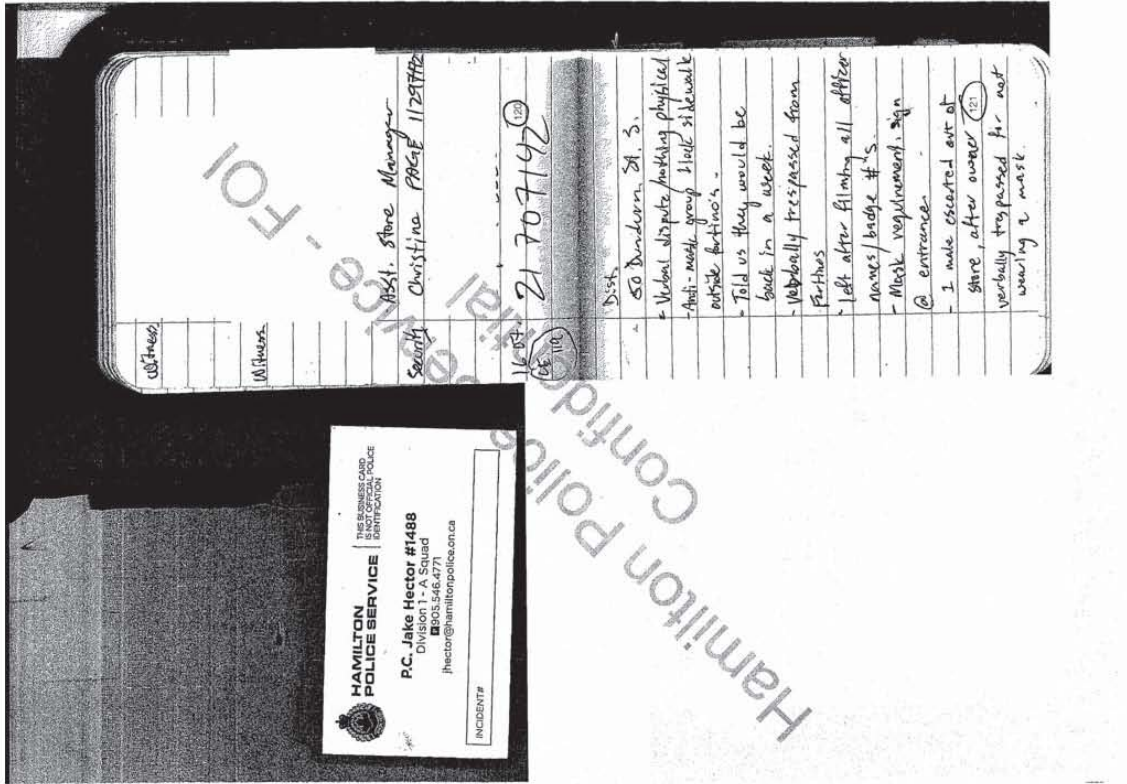 Witness
Witness
Asst. Store Manager
Security Christina PAGE 11297172
16:07. 21 707142 120
CE 119
Dist.
50 Dundurn St. S.
- Verbal dispute/nothing physical
- Anti-mask group block sidewalk
outside fortino's.
- Told us they would be
back in a week.
- Verbally trespassed from
Fortinos
- left after filming all officer
names/badge #'s.
- Mask requirement sign
@ entrance
- 1 male escorted out of
store, after owner 121
verbally trespassed for not
wearing a mask.
HAMILTON
POLICE SERVICE
THIS BUSINESS CARD
IS NOT OFFICIAL POLICE
IDENTIFICATION
P.C. Jake Hector #1488
Division 1 - A Squad
905.546.4771
jhector@hamiltonpolice.on.ca
INCIDENT#
Hamilton Police Service - FOI
Confidential